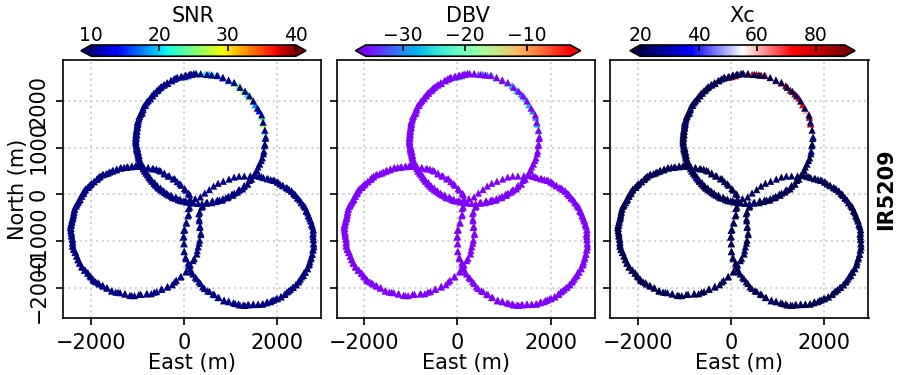 SNR DBV Xc
10 20 30 40 −30 −20 −10 20 40 60 80
North (m)
2000
1000
0
−1000
−2000
IR5209
−2000 0 2000 −2000 0 2000 −2000 0 2000
East (m) East (m) East (m)